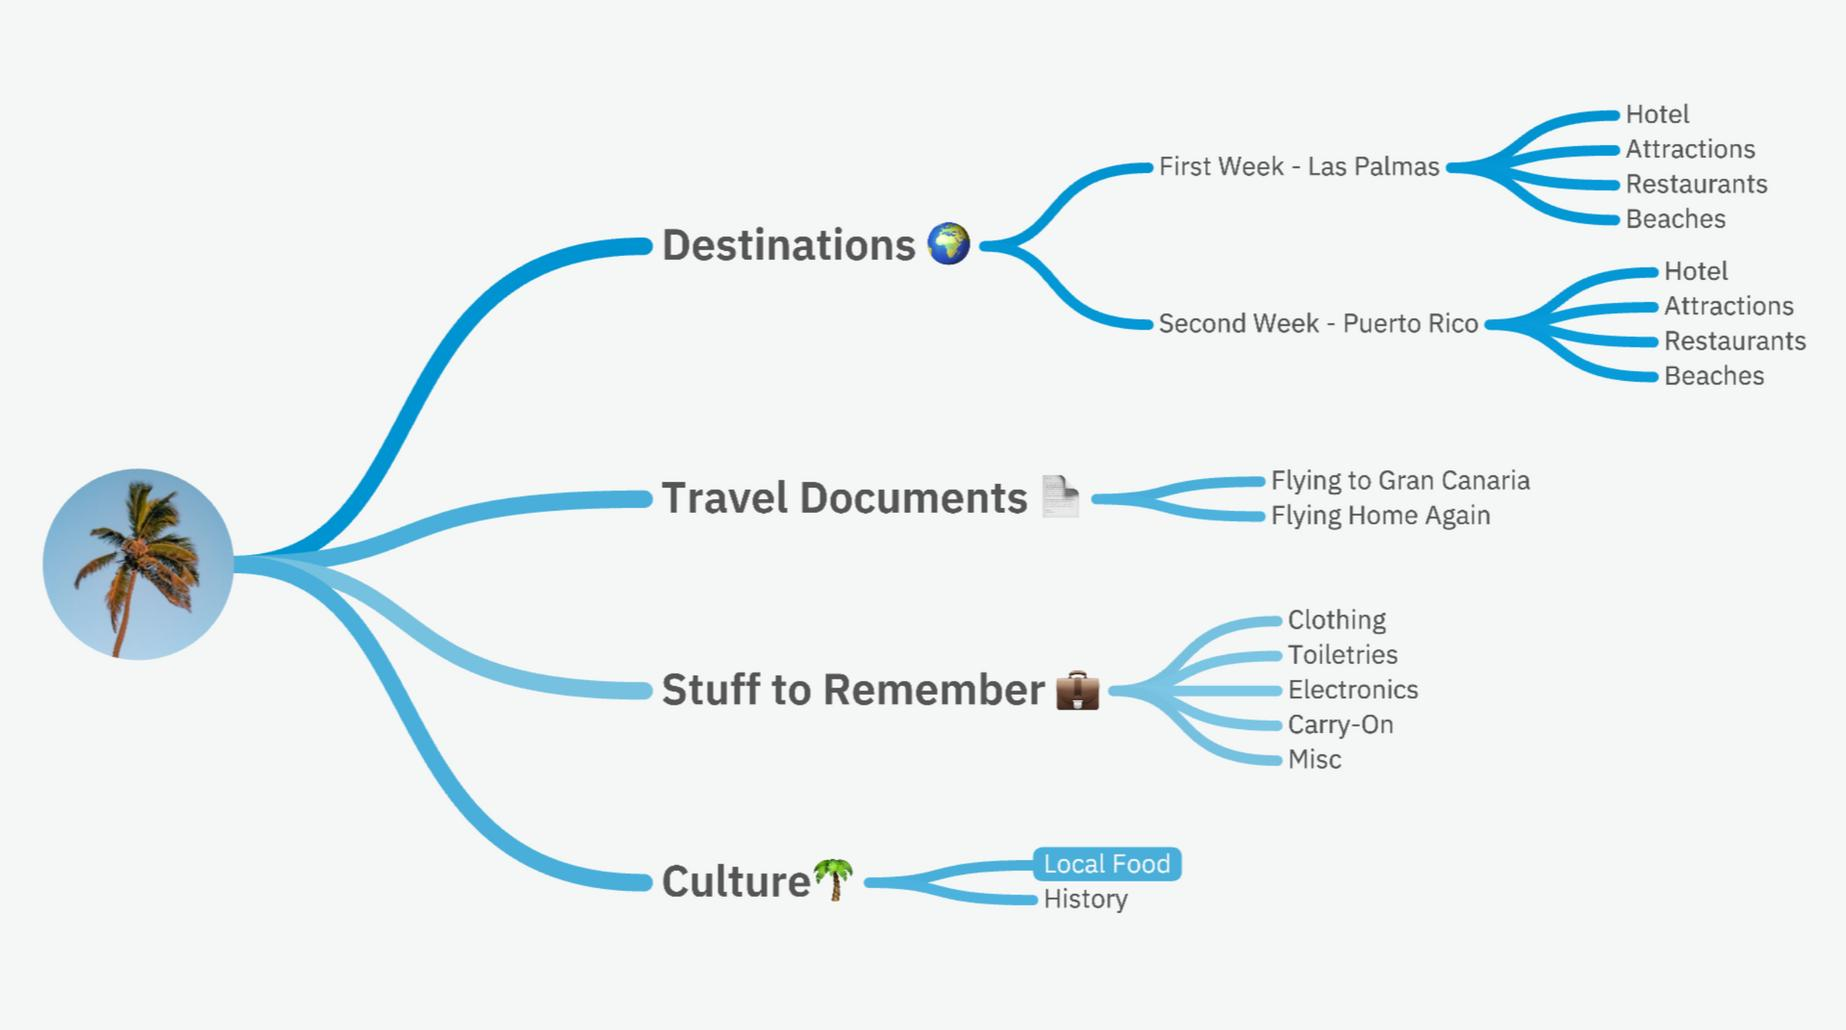 Destinations
First Week - Las Palmas
Hotel
Attractions
Restaurants
Beaches
Second Week - Puerto Rico
Hotel
Attractions
Restaurants
Beaches
Travel Documents
Flying to Gran Canaria
Flying Home Again
Stuff to Remember
Clothing
Toiletries
Electronics
Carry-On
Misc
Culture
Local Food
History